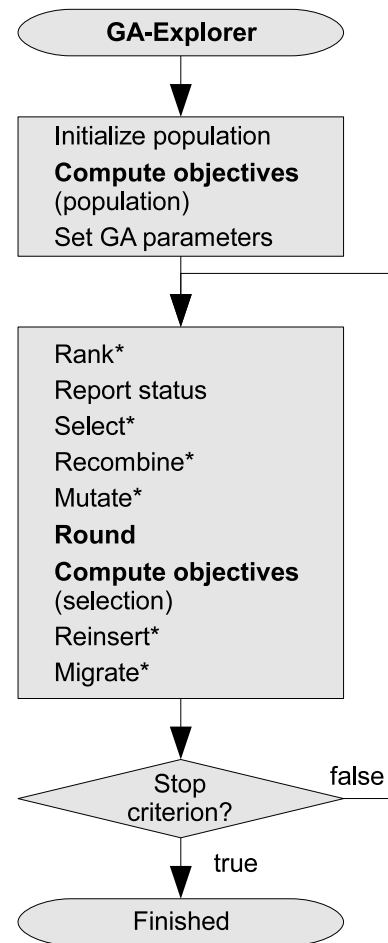 GA-Explorer
Initialize population
Compute objectives
(population)
Set GA parameters
Rank*
Report status
Select*
Recombine*
Mutate*
Round
Compute objectives
(selection)
Reinsert*
Migrate*
Stop
criterion?
false
true
Finished